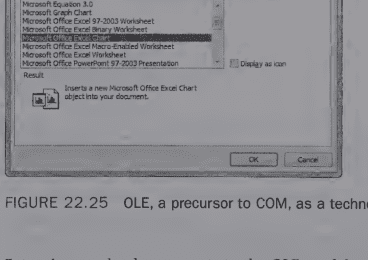 Microsoft Equation 3.0
Microsoft Graph Chart
Microsoft Office Excel 97-2003 Worksheet
Microsoft Office Excel Binary Worksheet
Microsoft Office Excel Chart
Microsoft Office Excel Macro-Enabled Worksheet
Microsoft Office Excel Worksheet
Microsoft Office PowerPoint 97-2003 Presentation
Display as icon
Result
Inserts a new Microsoft Office Excel Chart
object into your document.
OK
Cancel
FIGURE 22.25 OLE, a precursor to COM, as a